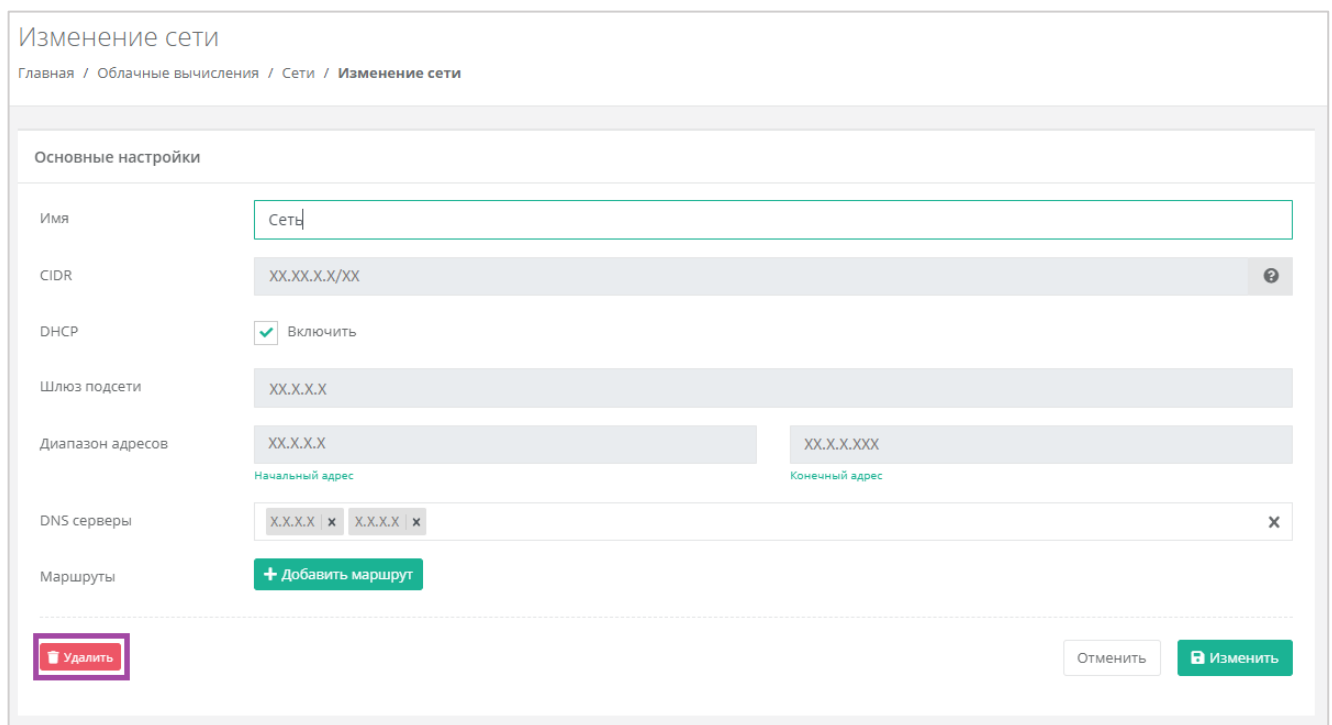 Изменение сети
Главная / Облачные вычисления / Сети / Изменение сети
Основные настройки
Имя
Сеть
CIDR
XX.XX.X.X/XX
DHCP
Включить
Шлюз подсети
XX.X.X.X
Диапазон адресов
XX.X.X.X
XX.X.X.XXX
Начальный адрес
Конечный адрес
DNS серверы
X.X.X.X
X.X.X.X
Маршруты
Добавить маршрут
Удалить
Отменить
Изменить